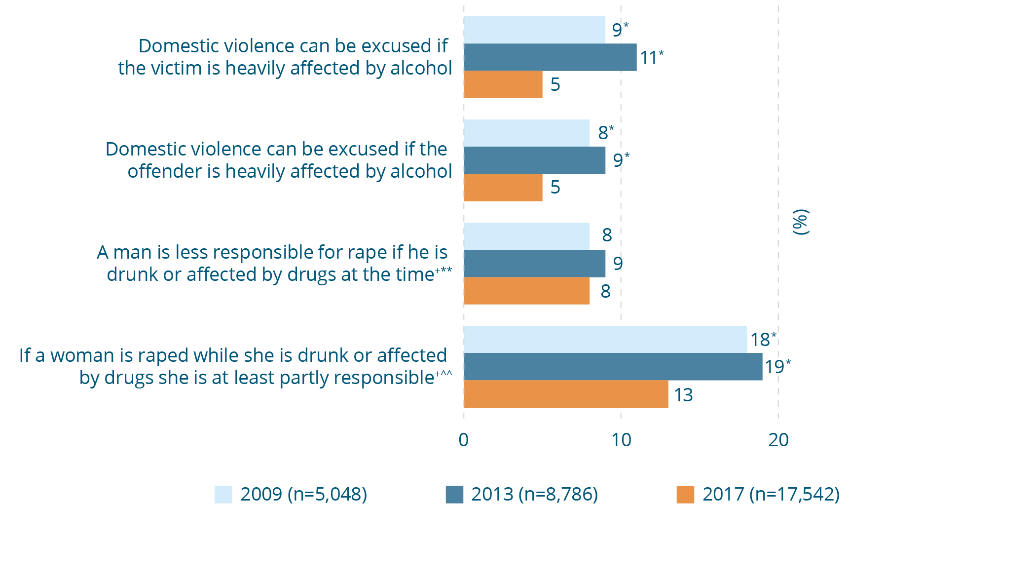 Domestic violence can be excused if
the victim is heavily affected by alcohol
9*
11*
5
Domestic violence can be excused if the
offender is heavily affected by alcohol
8*
9*
5
A man is less responsible for rape if he is
drunk or affected by drugs at the time+**
8
9
8
If a woman is raped while she is drunk or affected
by drugs she is at least partly responsible+^^
18*
19*
13
(%)
0 10 20
2009 (n=5,048) 2013 (n=8,786) 2017 (n=17,542)